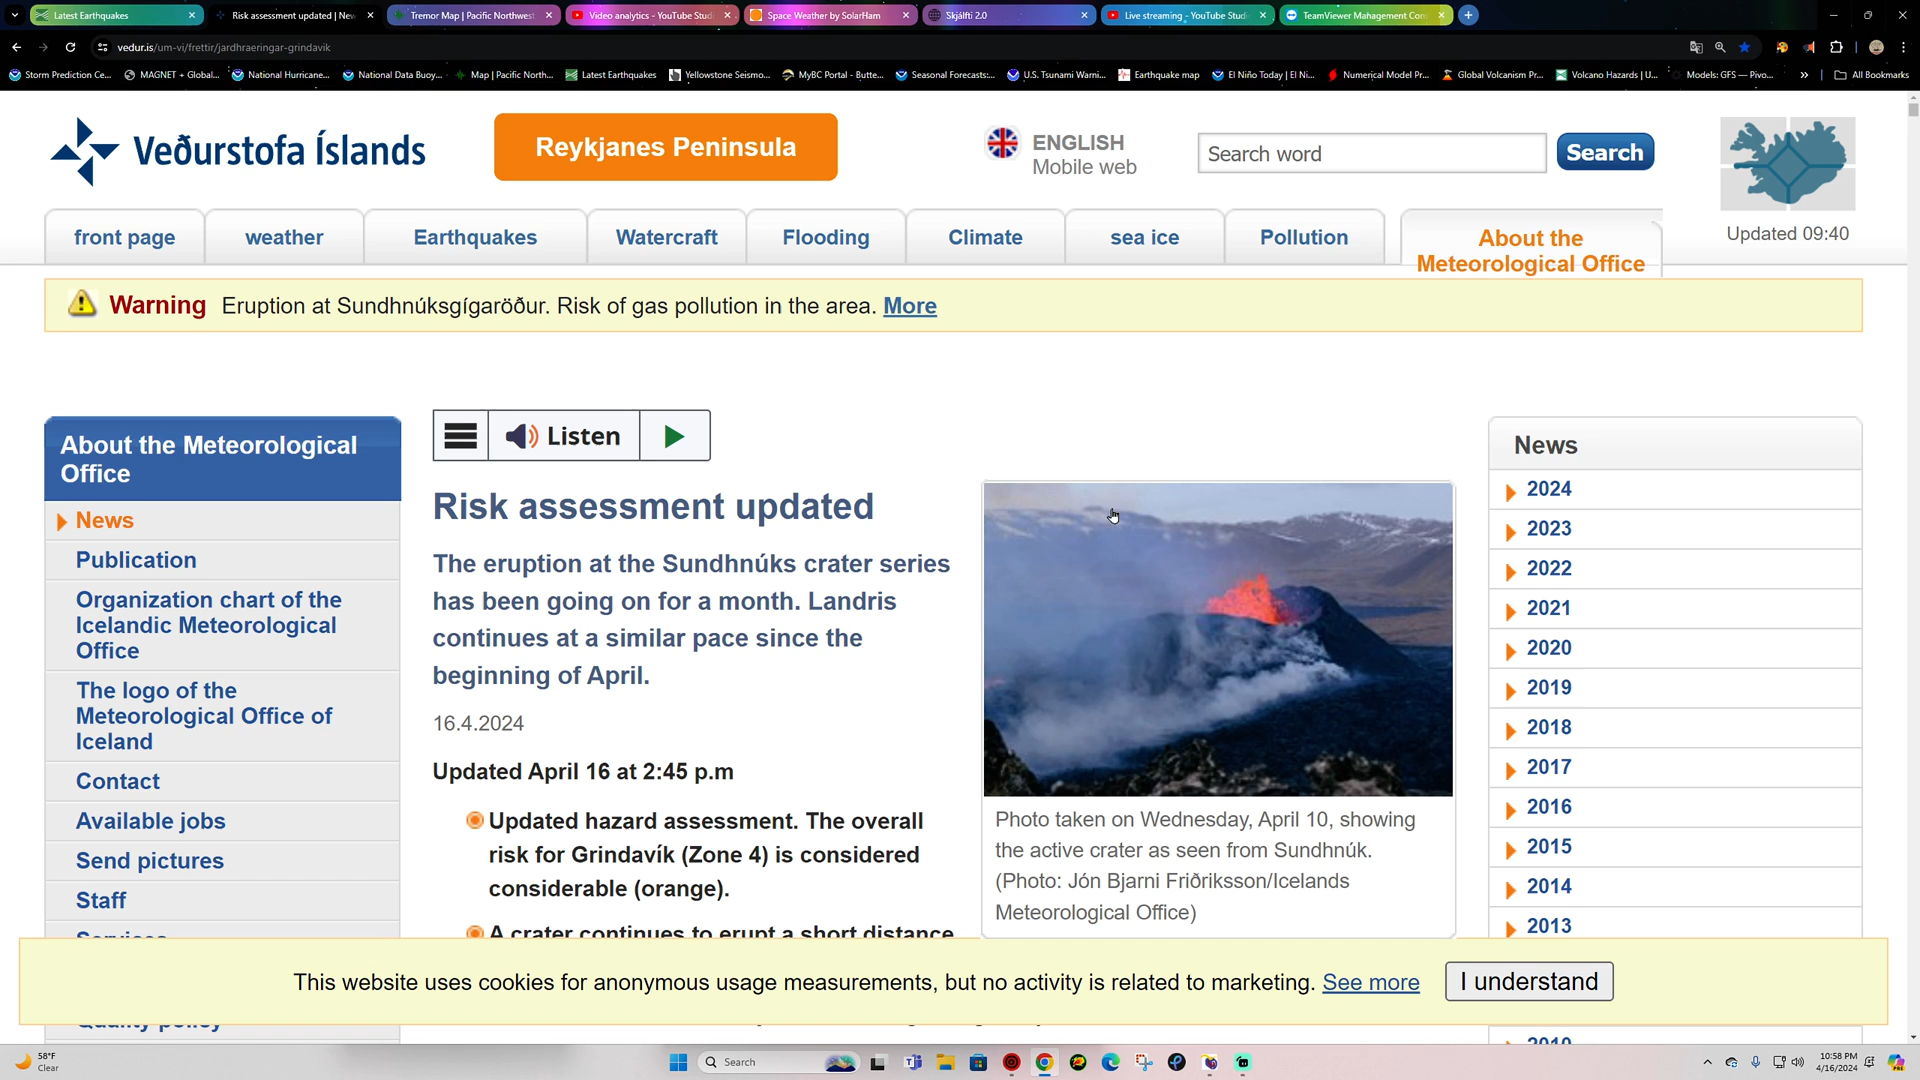 Latest Earthquakes
Risk assessment updated | New
Tremor Map | Pacific Northwest
Video analytics - YouTube Studi
Space Weather by SolarHam
Skjálfti 2.0
Live streaming - YouTube Studi
TeamViewer Management Con
vedur.is/um-vi/frettir/jardhraeringar-grindavik
Storm Prediction Ce...
MAGNET + Global...
National Hurricane...
National Data Buoy...
Map | Pacific North...
Latest Earthquakes
Yellowstone Seismo...
MyBC Portal - Butte...
Seasonal Forecasts:...
U.S. Tsunami Warni...
Earthquake map
El Niño Today | El Ni...
Numerical Model Pr...
Global Volcanism Pr...
Volcano Hazards | U...
Models: GFS — Pivo...
All Bookmarks
Veðurstofa Íslands
Reykjanes Peninsula
ENGLISH
Mobile web
Search word
Search
Updated 09:40
front page
weather
Earthquakes
Watercraft
Flooding
Climate
sea ice
Pollution
About the
Meteorological Office
Warning Eruption at Sundhnúksgígaröður. Risk of gas pollution in the area. More
About the Meteorological
Office
News
Publication
Organization chart of the
Icelandic Meteorological
Office
The logo of the
Meteorological Office of
Iceland
Contact
Available jobs
Send pictures
Staff
Services
Quality policy
Listen
Risk assessment updated
The eruption at the Sundhnúks crater series
has been going on for a month. Landris
continues at a similar pace since the
beginning of April.
16.4.2024
Updated April 16 at 2:45 p.m
Updated hazard assessment. The overall
risk for Grindavík (Zone 4) is considered
considerable (orange).
A crater continues to erupt a short distance
Photo taken on Wednesday, April 10, showing
the active crater as seen from Sundhnúk.
(Photo: Jón Bjarni Friðriksson/Icelands
Meteorological Office)
News
2024
2023
2022
2021
2020
2019
2018
2017
2016
2015
2014
2013
2010
This website uses cookies for anonymous usage measurements, but no activity is related to marketing. See more
I understand
58°F
Clear
Search
10:58 PM
4/16/2024